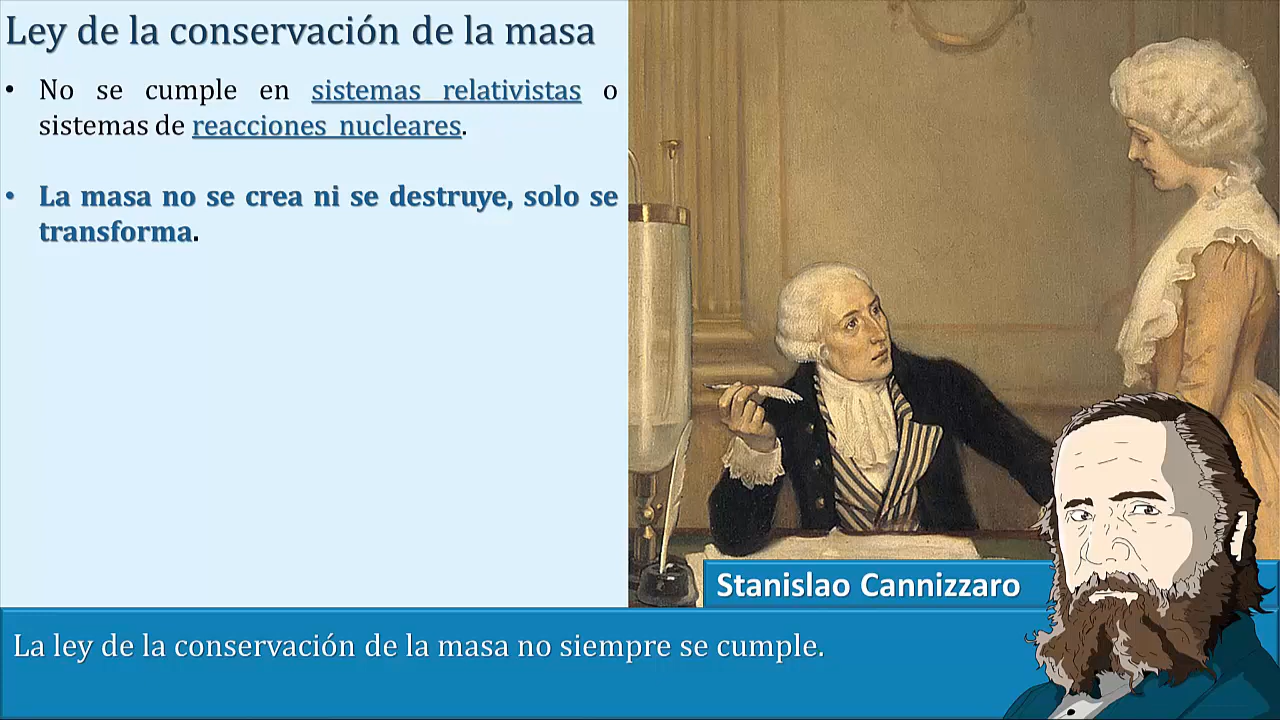 Ley de la conservación de la masa
• No se cumple en sistemas relativistas o
sistemas de reacciones nucleares.
• La masa no se crea ni se destruye, solo se
transforma.
Stanislao Cannizzaro
La ley de la conservación de la masa no siempre se cumple.